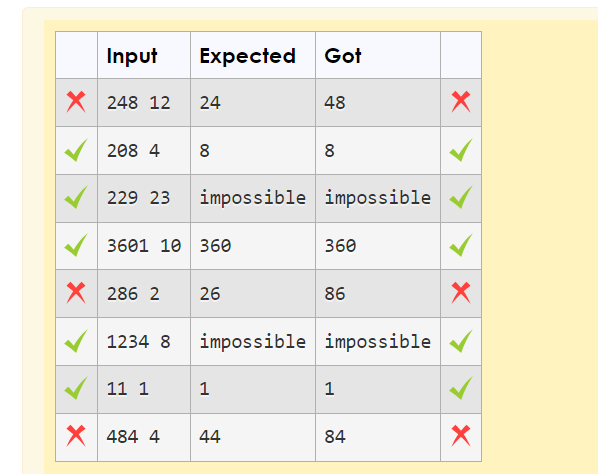 Input Expected Got
248 12 24 48
208 4 8 8
229 23 impossible impossible
3601 10 360 360
286 2 26 86
1234 8 impossible impossible
11 1 1 1
484 4 44 84